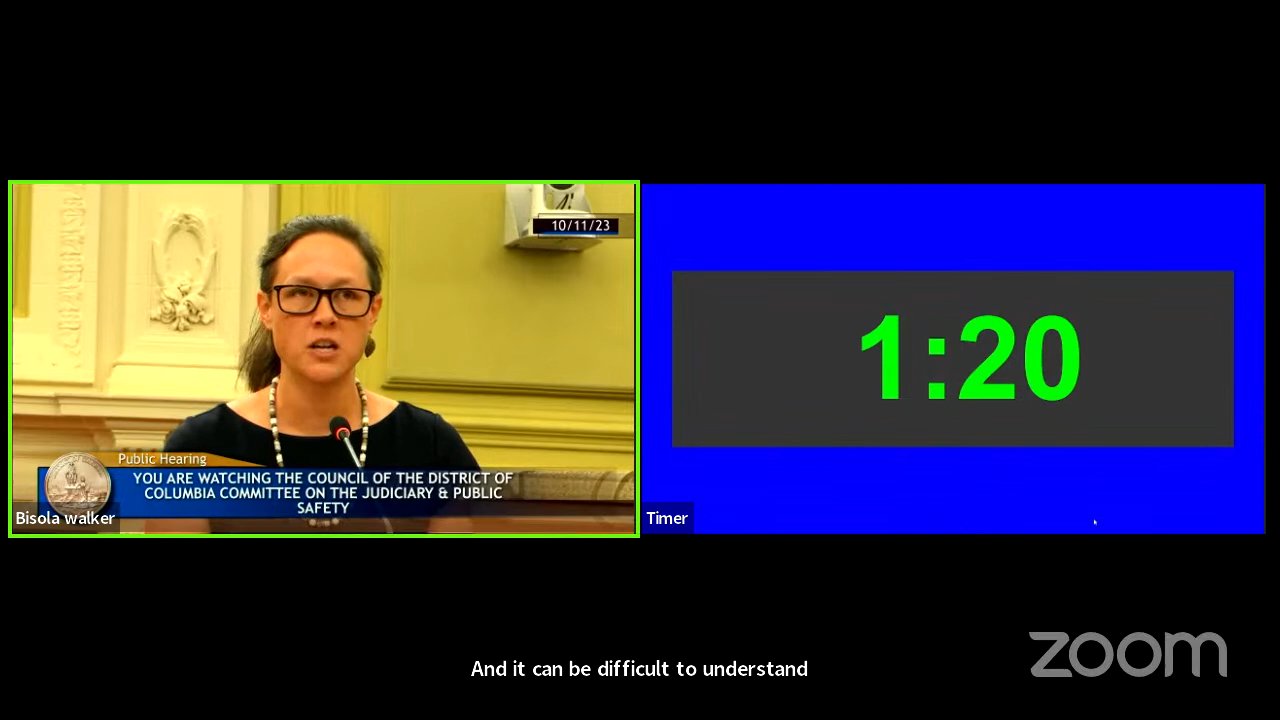 10/11/23
Public Hearing
YOU ARE WATCHING THE COUNCIL OF THE DISTRICT OF
COLUMBIA COMMITTEE ON THE JUDICIARY & PUBLIC
SAFETY
Bisola walker
1:20
Timer
And it can be difficult to understand
zoom